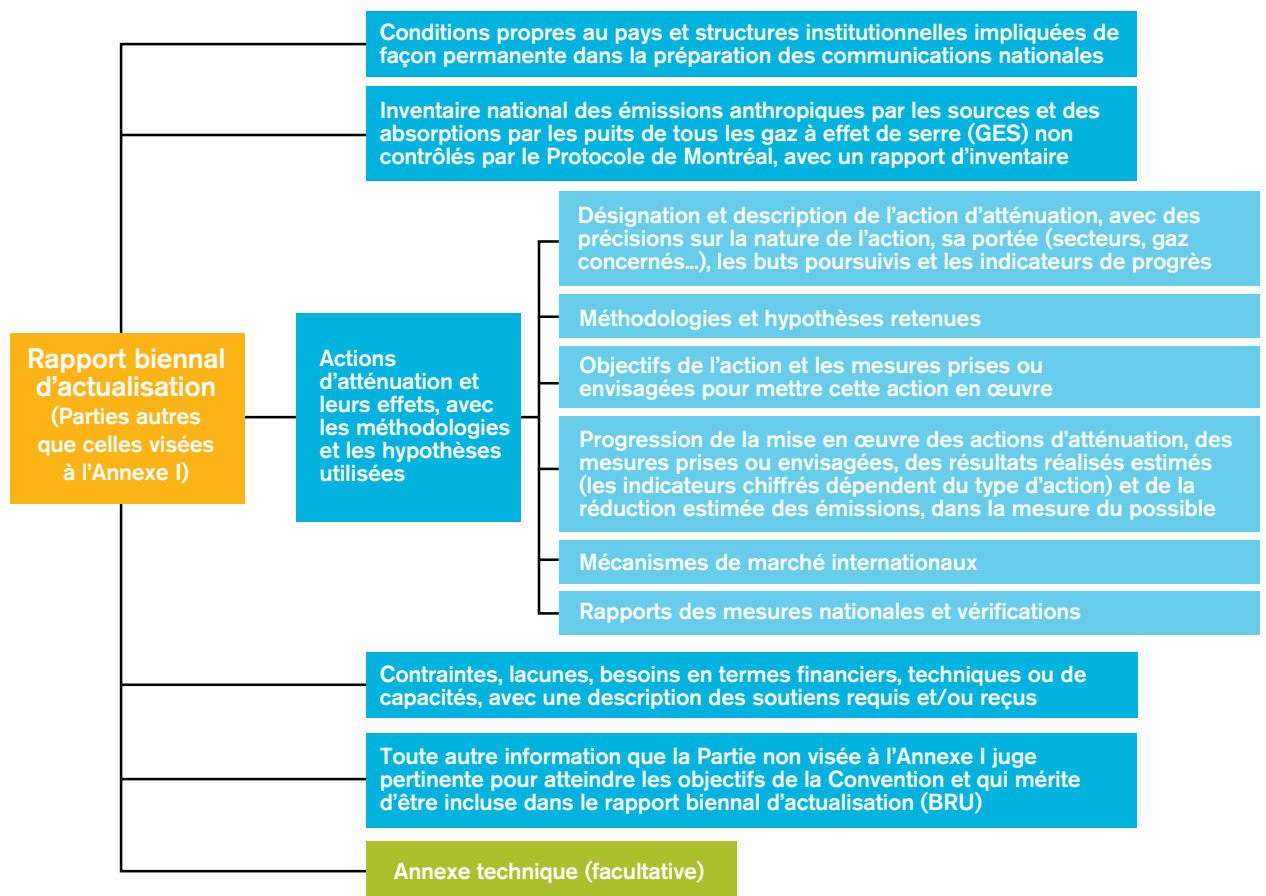 Conditions propres au pays et structures institutionnelles impliquées de
façon permanente dans la préparation des communications nationales
Inventaire national des émissions anthropiques par les sources et des
absorptions par les puits de tous les gaz à effet de serre (GES) non
contrôlés par le Protocole de Montréal, avec un rapport d’inventaire
Rapport biennal
d’actualisation
(Parties autres
que celles visées
à l’Annexe I)
Actions
d’atténuation et
leurs effets, avec
les méthodologies
et les hypothèses
utilisées
Désignation et description de l’action d’atténuation, avec des
précisions sur la nature de l’action, sa portée (secteurs, gaz
concernés...), les buts poursuivis et les indicateurs de progrès
Méthodologies et hypothèses retenues
Objectifs de l’action et les mesures prises ou
envisagées pour mettre cette action en œuvre
Progression de la mise en œuvre des actions d’atténuation, des
mesures prises ou envisagées, des résultats réalisés estimés
(les indicateurs chiffrés dépendent du type d’action) et de la
réduction estimée des émissions, dans la mesure du possible
Mécanismes de marché internationaux
Rapports des mesures nationales et vérifications
Contraintes, lacunes, besoins en termes financiers, techniques ou de
capacités, avec une description des soutiens requis et/ou reçus
Toute autre information que la Partie non visée à l’Annexe I juge
pertinente pour atteindre les objectifs de la Convention et qui mérite
d’être incluse dans le rapport biennal d’actualisation (BRU)
Annexe technique (facultative)